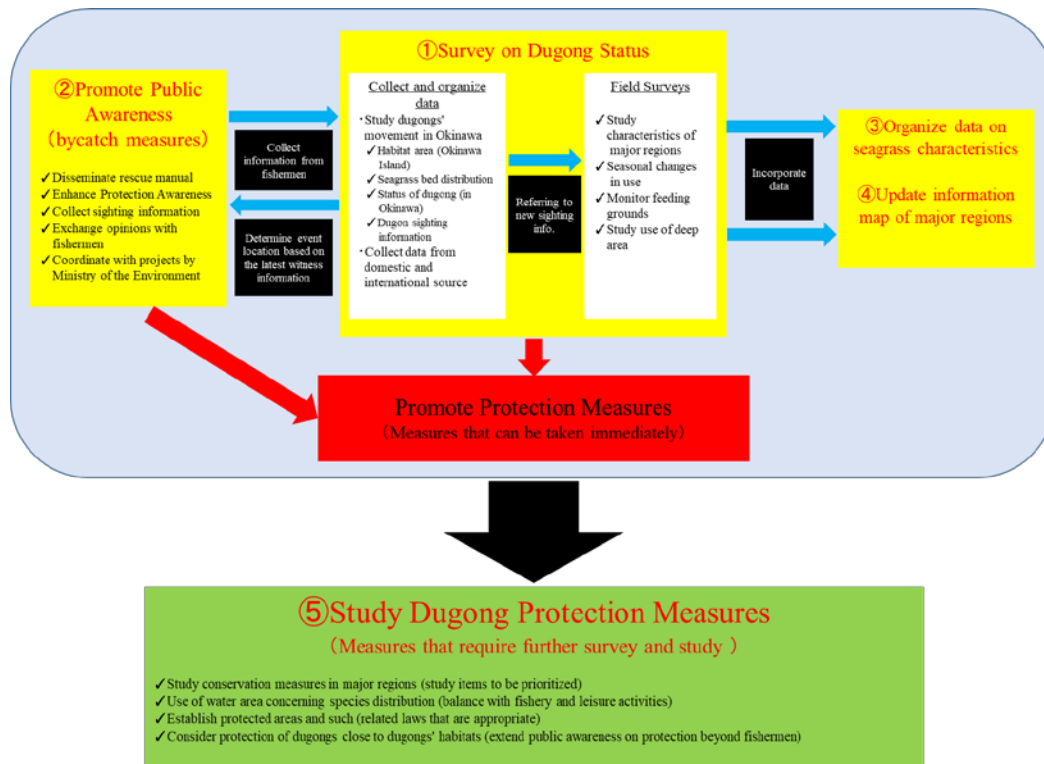 ①Survey on Dugong Status
②Promote Public
Awareness
(bycatch measures)
✓Disseminate rescue manual
✓Enhance Protection Awareness
✓Collect sighting information
✓Exchange opinions with
fishermen
✓Coordinate with projects by
Ministry of the Environment
Collect
information from
fishermen
Determine event
location based on
the latest witness
information
Collect and organize
data
・Study dugongs'
movement in Okinawa
✓Habitat area (Okinawa
Island)
✓Seagrass bed distribution
✓Status of dugong (in
Okinawa)
✓Dugon sighting
information
・Collect data from
domestic and
international source
Referring to
new sighting
info.
Field Surveys
✓Study
characteristics of
major regions
✓Seasonal changes
in use
✓Monitor feeding
grounds
✓Study use of deep
area
Incorporate
data
③Organize data on
seagrass characteristics
④Update information
map of major regions
Promote Protection Measures
(Measures that can be taken immediately)
⑤Study Dugong Protection Measures
(Measures that require further survey and study )
✓Study conservation measures in major regions (study items to be prioritized)
✓Use of water area concerning species distribution (balance with fishery and leisure activities)
✓Establish protected areas and such (related laws that are appropriate)
✓Consider protection of dugongs close to dugongs' habitats (extend public awareness on protection beyond fishermen)